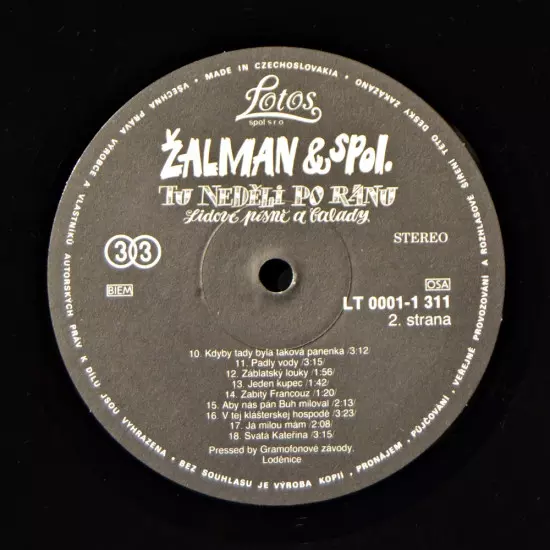 • MADE IN CZECHOSLOVAKIA • VŠECHNA PRÁVA VÝROBCE A VLASTNÍKŮ AUTORSKÝCH PRÁV K DÍLU JSOU VYHRAZENA • BEZ SOUHLASU JE VÝROBA KOPIÍ, PRONÁJEM, PŮJČOVÁNÍ, VEŘEJNÉ PROVOZOVÁNÍ A ROZHLASOVÉ ŠÍŘENÍ TÉTO DESKY ZAKÁZÁNO
Lotos
spol s r.o.
ŽALMAN & spol.
TU NEDĚLI PO RÁNU
Lidové písně a balady
33
STEREO
BIEM
OSA
LT 0001-1 311
2. strana
10. Kdyby tady byla taková panenka /3:12
11. Padly vody /3:15/
12. Záblatský louky /1:56
13. Jeden kupec /1:42/
14. Zabitý Francouz /1:20/
15. Aby nás pán Buh miloval /2:13
16. V tej klášterskej hospodě /3:23
17. Já milou mám /2:08
18. Svatá Kateřina /3:15
Pressed by Gramofonové závody.
Loděnice.